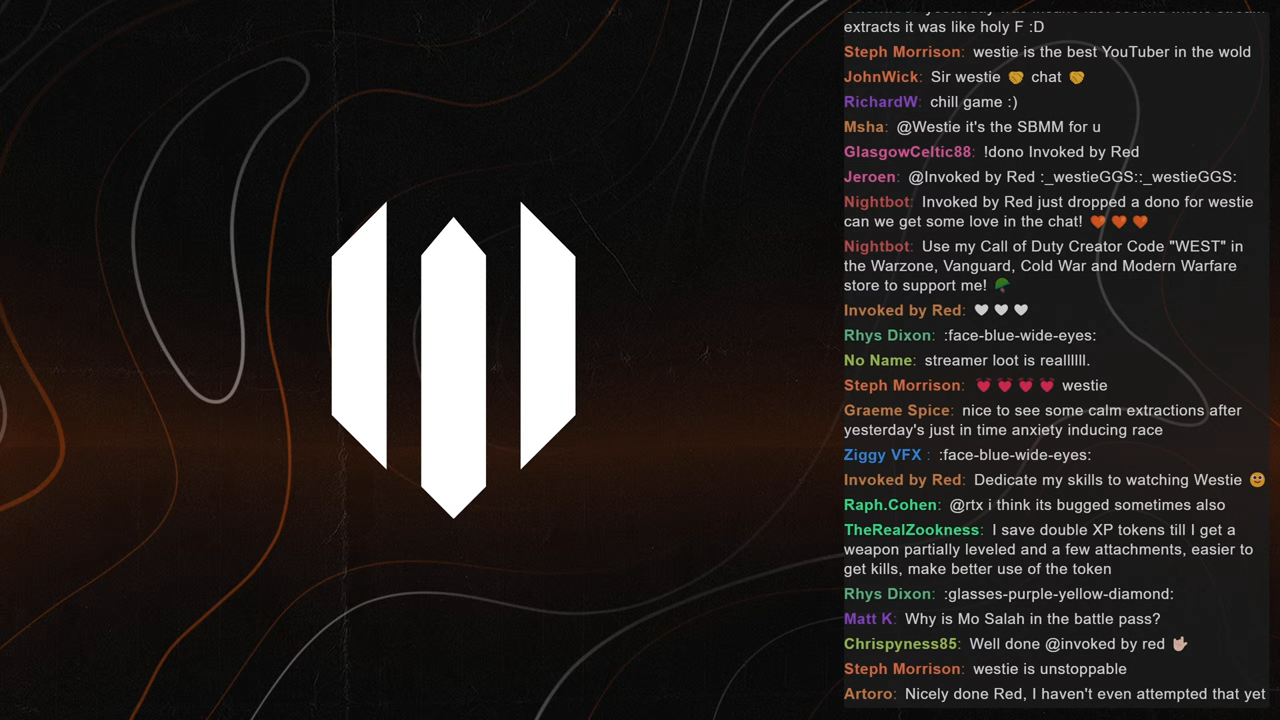 extracts it was like holy F :D
Steph Morrison: westie is the best YouTuber in the wold
JohnWick: Sir westie 🤝 chat 🤝
RichardW: chill game :)
Msha: @Westie it's the SBMM for u
GlasgowCeltic88: !dono Invoked by Red
Jeroen: @Invoked by Red :_westieGGS::_westieGGS:
Nightbot: Invoked by Red just dropped a dono for westie
can we get some love in the chat! 🧡 🧡 🧡
Nightbot: Use my Call of Duty Creator Code "WEST" in
the Warzone, Vanguard, Cold War and Modern Warfare
store to support me! 🪂
Invoked by Red: 🤍 🤍 🤍
Rhys Dixon: :face-blue-wide-eyes:
No Name: streamer loot is reallllll.
Steph Morrison: 💓 💓 💓 💓 westie
Graeme Spice: nice to see some calm extractions after
yesterday's just in time anxiety inducing race
Ziggy VFX : :face-blue-wide-eyes:
Invoked by Red: Dedicate my skills to watching Westie 🙂
Raph.Cohen: @rtx i think its bugged sometimes also
TheRealZookness: I save double XP tokens till I get a
weapon partially leveled and a few attachments, easier to
get kills, make better use of the token
Rhys Dixon: :glasses-purple-yellow-diamond:
Matt K: Why is Mo Salah in the battle pass?
Chrispyness85: Well done @invoked by red 🤟🏼
Steph Morrison: westie is unstoppable
Artoro: Nicely done Red, I haven't even attempted that yet